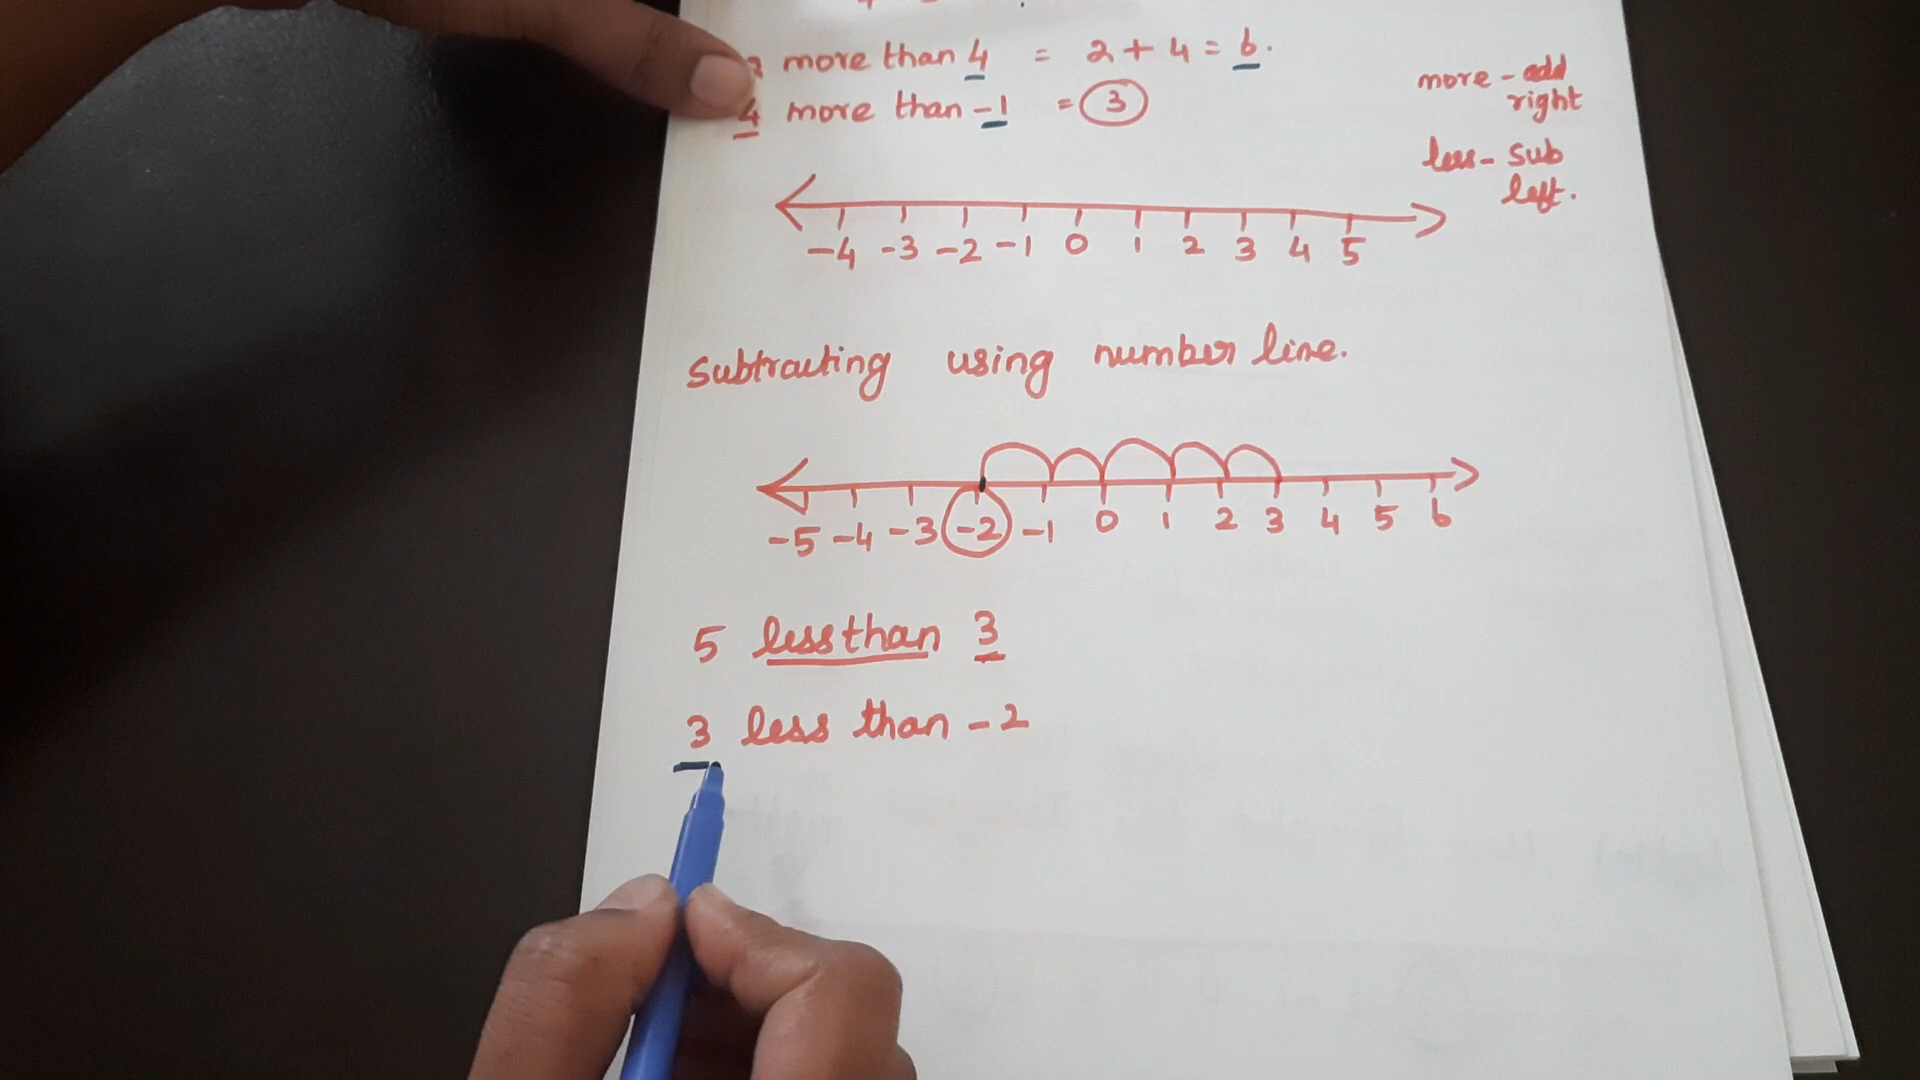 more than 4 = 2 + 4 = 6.
4 more than -1 = 3
more - add
right
less - sub
left.
-4 -3 -2 -1 0 1 2 3 4 5
Subtracting using number line.
-5 -4 -3 -2 -1 0 1 2 3 4 5 6
5 less than 3
3 less than -2